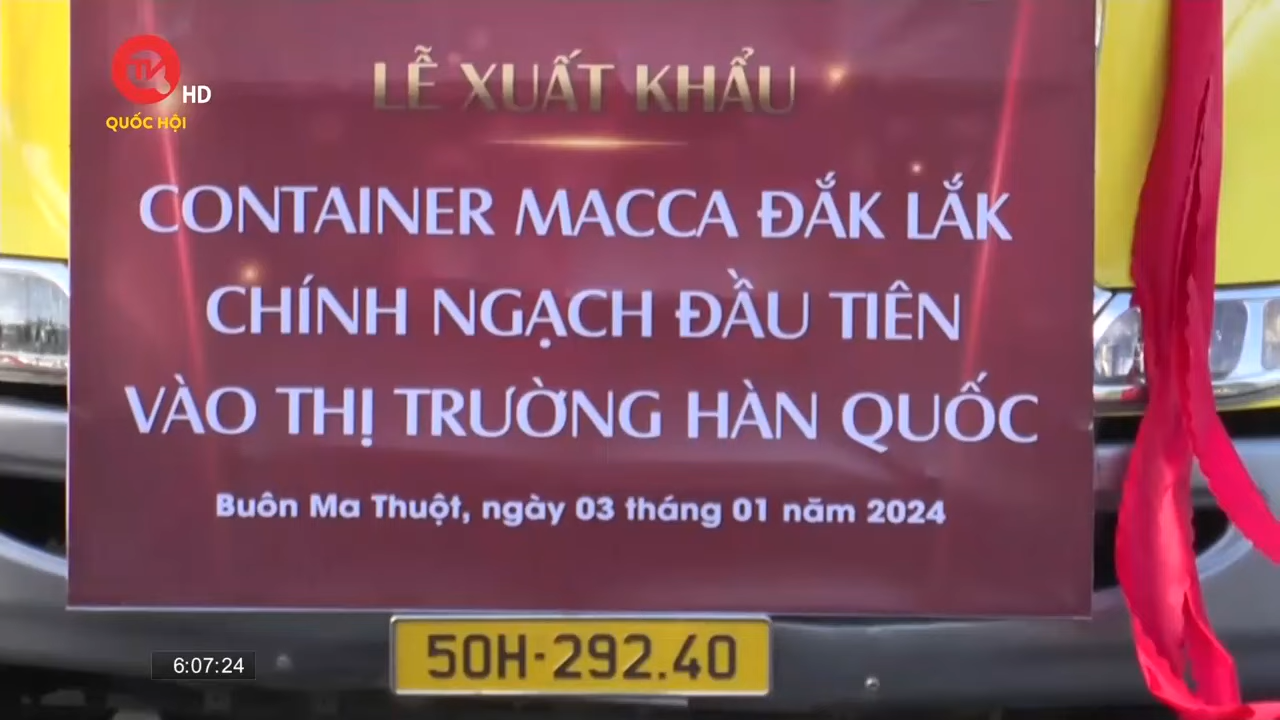 HD
QUỐC HỘI
LỄ XUẤT KHẨU
CONTAINER MACCA ĐẮK LẮK
CHÍNH NGẠCH ĐẦU TIÊN
VÀO THỊ TRƯỜNG HÀN QUỐC
Buôn Ma Thuột, ngày 03 tháng 01 năm 2024
50H-292.40
6:07:24